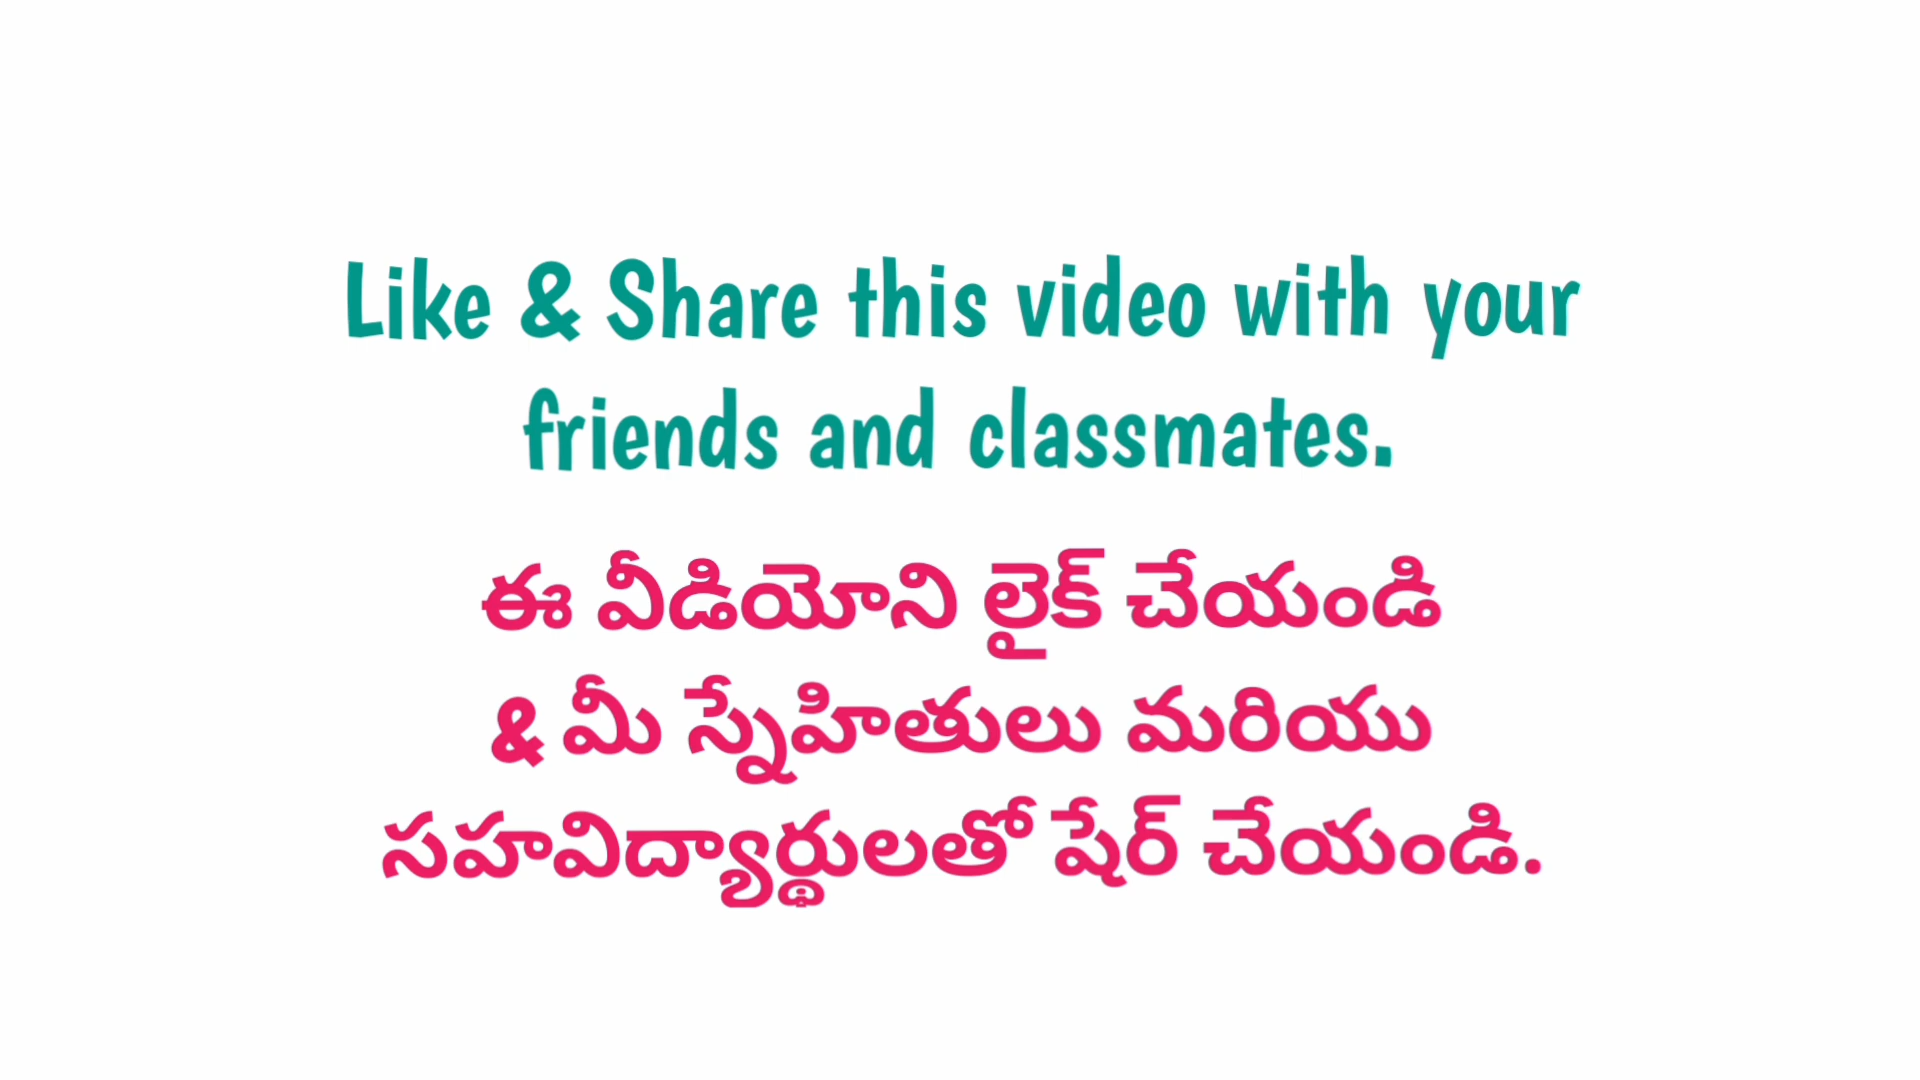 Like & Share this video with your
friends and classmates.
ఈ వీడియోని లైక్ చేయండి
& మీ స్నేహితులు మరియు
సహవిద్యార్థులతో షేర్ చేయండి.